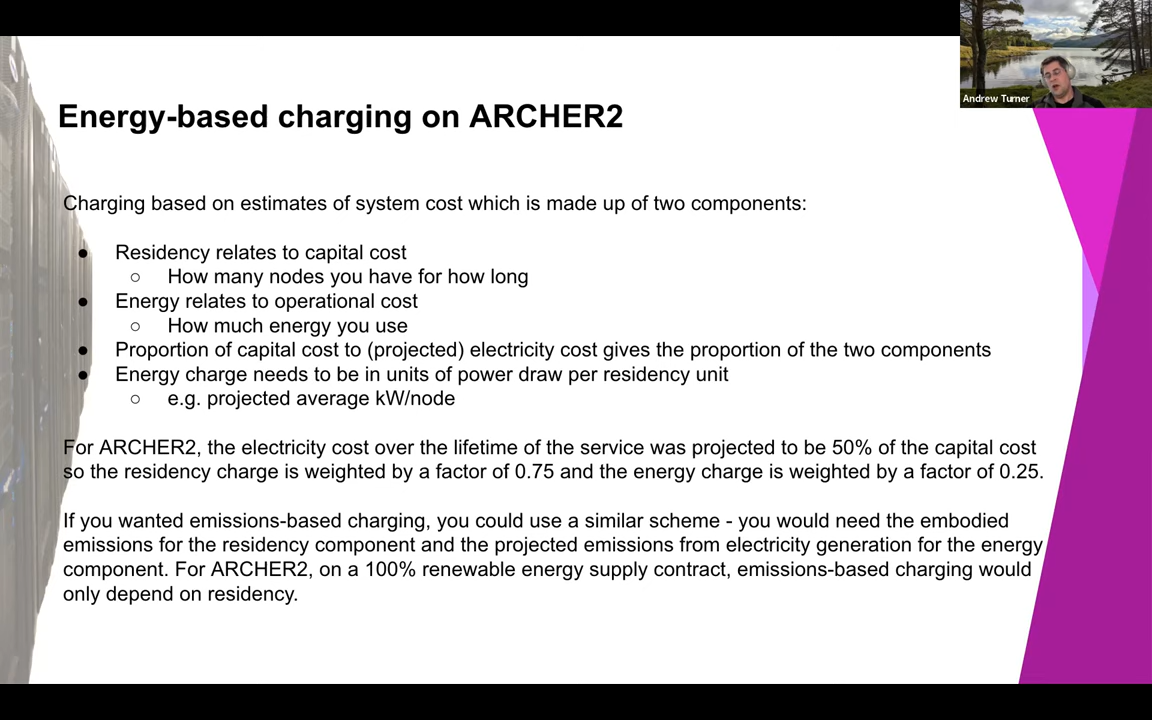 Andrew Turner
Energy-based charging on ARCHER2
Charging based on estimates of system cost which is made up of two components:
● Residency relates to capital cost
○ How many nodes you have for how long
● Energy relates to operational cost
○ How much energy you use
● Proportion of capital cost to (projected) electricity cost gives the proportion of the two components
● Energy charge needs to be in units of power draw per residency unit
○ e.g. projected average kW/node
For ARCHER2, the electricity cost over the lifetime of the service was projected to be 50% of the capital cost
so the residency charge is weighted by a factor of 0.75 and the energy charge is weighted by a factor of 0.25.
If you wanted emissions-based charging, you could use a similar scheme - you would need the embodied
emissions for the residency component and the projected emissions from electricity generation for the energy
component. For ARCHER2, on a 100% renewable energy supply contract, emissions-based charging would
only depend on residency.